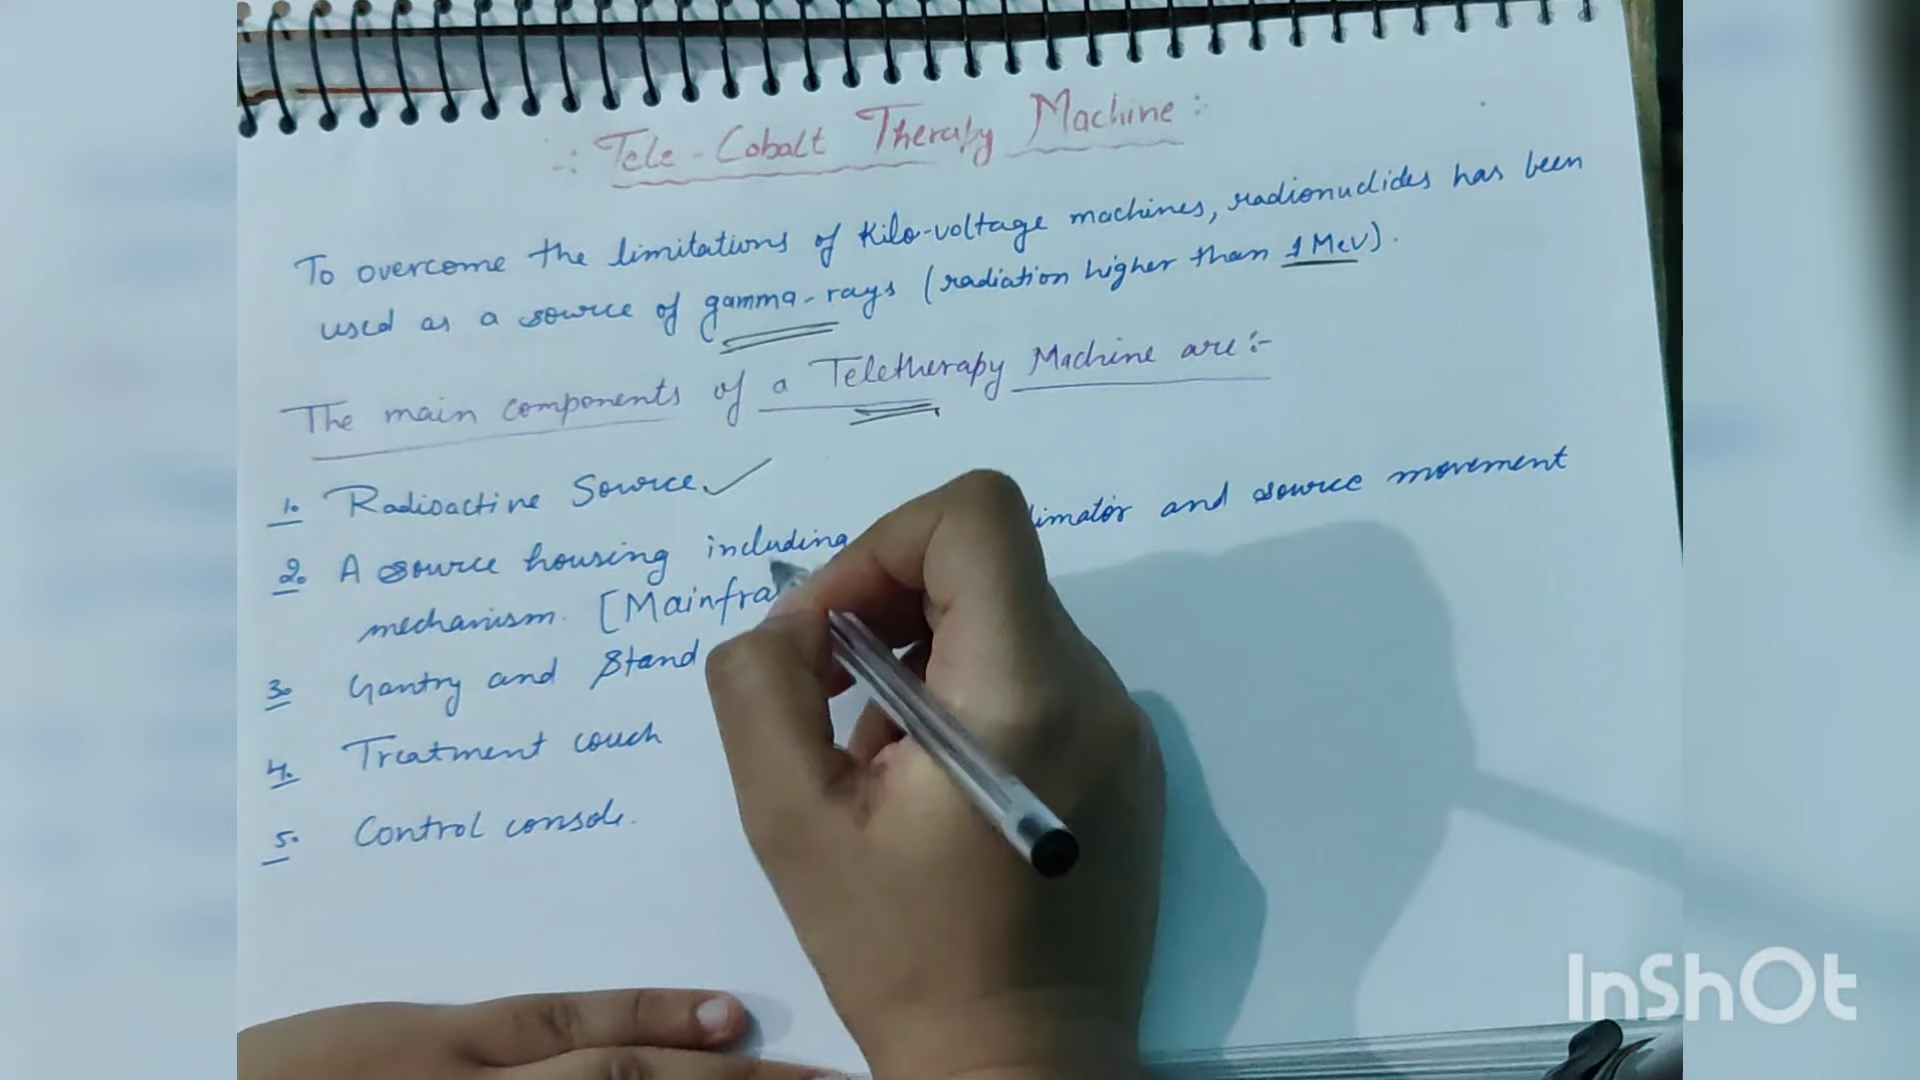 ∴ Tele-Cobalt Therapy Machine:
To overcome the limitations of Kilo-voltage machines, radionuclides has been
used as a source of gamma-rays (radiation higher than 1 MeV).
The main components of a Teletherapy Machine are:-
1. Radioactive Source ✓
2. A source housing including and source movement
mechanism. [
3. Gantry and Stand
4. Treatment couch
5. Control console.
InShOt